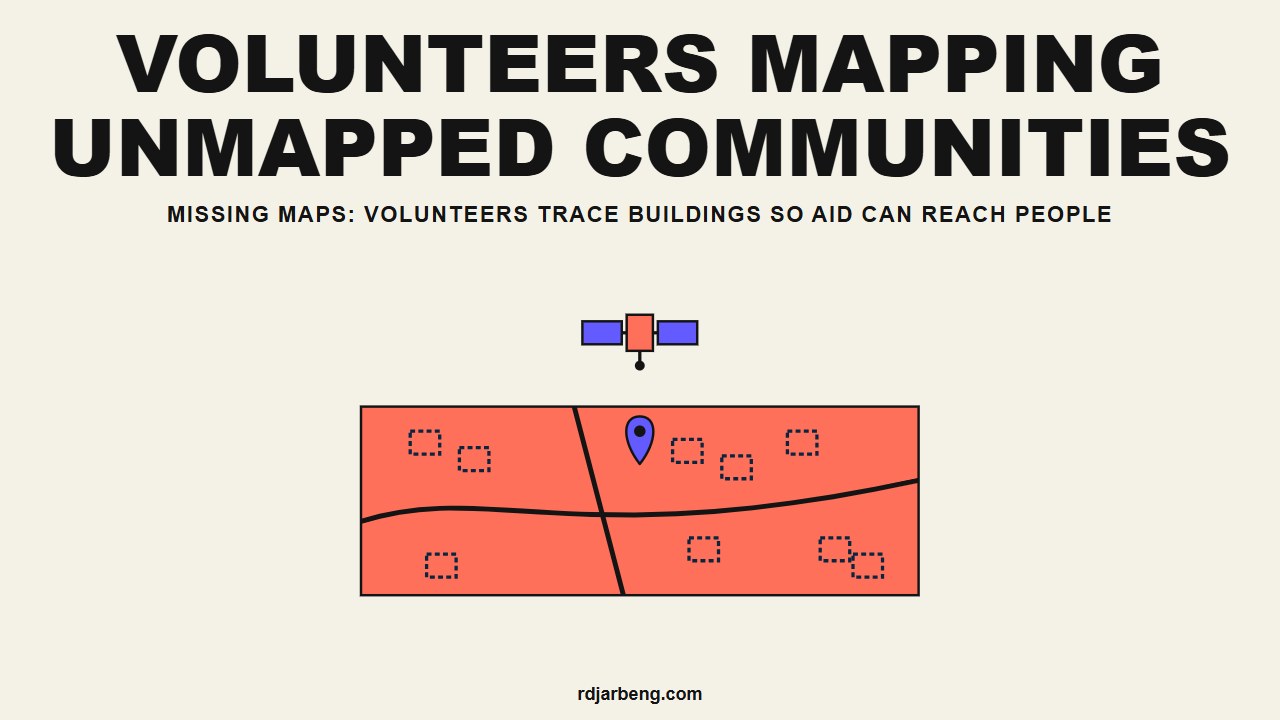 VOLUNTEERS MAPPING
UNMAPPED COMMUNITIES
MISSING MAPS: VOLUNTEERS TRACE BUILDINGS SO AID CAN REACH PEOPLE
rdjarbeng.com